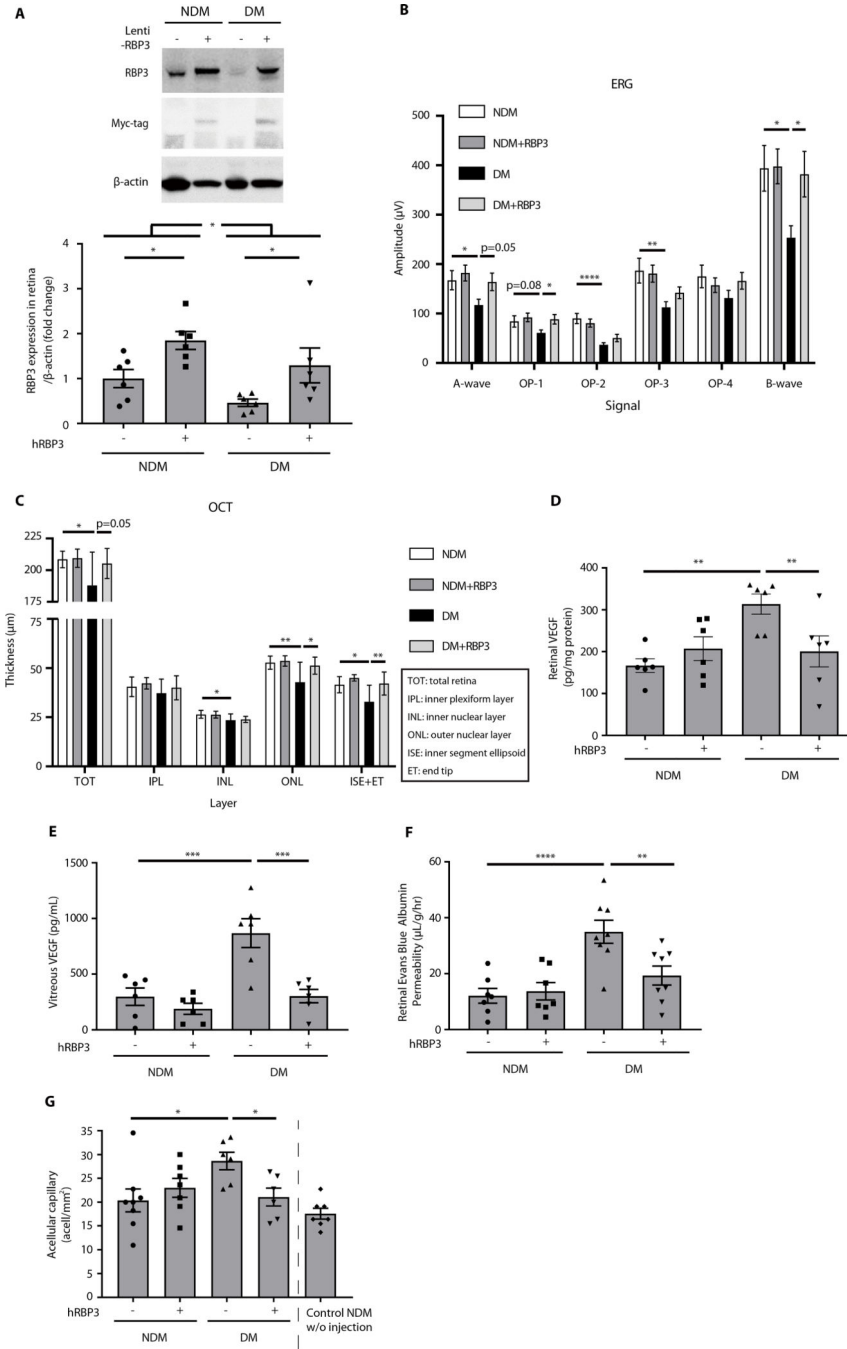 A
NDM DM
Lenti
-RBP3
- + - +
RBP3
Myc-tag
β-actin
*
* *
RBP3 expression in retina
/β-actin (fold change)
4
3
2
1
0
hRBP3 - + - +
NDM DM
B
ERG
NDM
NDM+RBP3
DM
DM+RBP3
Amplitude (µV)
500
400
300
200
100
0
* p=0.05
p=0.08 *
****
**
* *
A-wave OP-1 OP-2 OP-3 OP-4 B-wave
Signal
C
OCT
* p=0.05
Thickness (µm)
225
200
175
75
50
25
0
*
** *
* **
TOT IPL INL ONL ISE+ET
Layer
NDM
NDM+RBP3
DM
DM+RBP3
TOT: total retina
IPL: inner plexiform layer
INL: inner nuclear layer
ONL: outer nuclear layer
ISE: inner segment ellipsoid
ET: end tip
D
** **
Retinal VEGF
(pg/mg protein)
400
300
200
100
0
hRBP3 - + - +
NDM DM
E
*** ***
Vitreous VEGF (pg/mL)
1500
1000
500
0
hRBP3 - + - +
NDM DM
F
**** **
Retinal Evans Blue Albumin
Permeability (µL/g/hr)
60
40
20
0
hRBP3 - + - +
NDM DM
G
* *
Acellular capillary
(acell/mm²)
35
30
25
20
15
10
5
0
hRBP3 - + - +
NDM DM
Control NDM
w/o injection